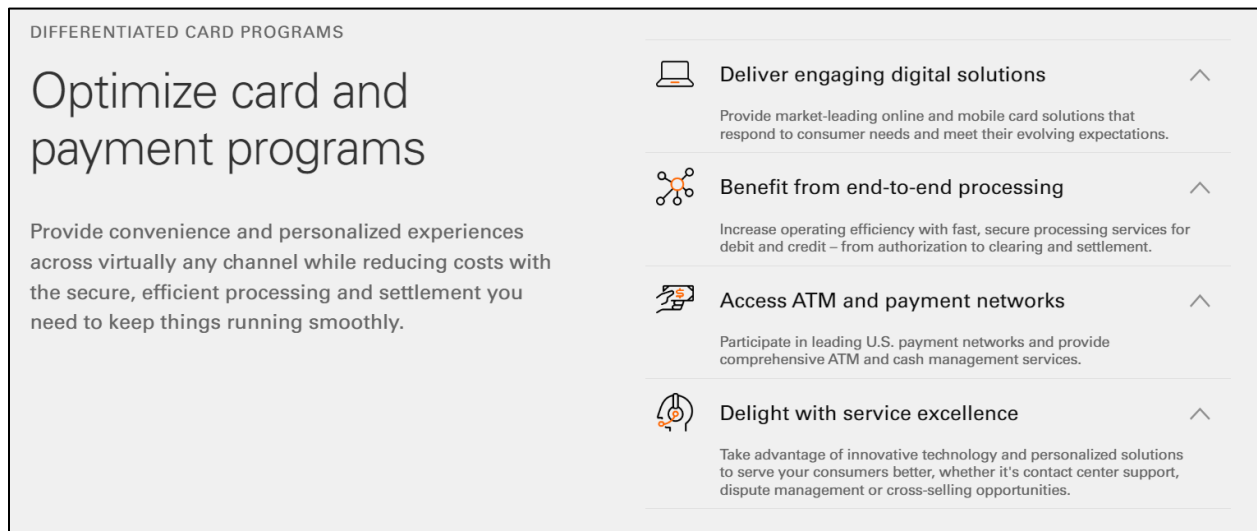 DIFFERENTIATED CARD PROGRAMS
Optimize card and
payment programs
Provide convenience and personalized experiences
across virtually any channel while reducing costs with
the secure, efficient processing and settlement you
need to keep things running smoothly.
Deliver engaging digital solutions
Provide market-leading online and mobile card solutions that
respond to consumer needs and meet their evolving expectations.
Benefit from end-to-end processing
Increase operating efficiency with fast, secure processing services for
debit and credit – from authorization to clearing and settlement.
$
Access ATM and payment networks
Participate in leading U.S. payment networks and provide
comprehensive ATM and cash management services.
Delight with service excellence
Take advantage of innovative technology and personalized solutions
to serve your consumers better, whether it's contact center support,
dispute management or cross-selling opportunities.